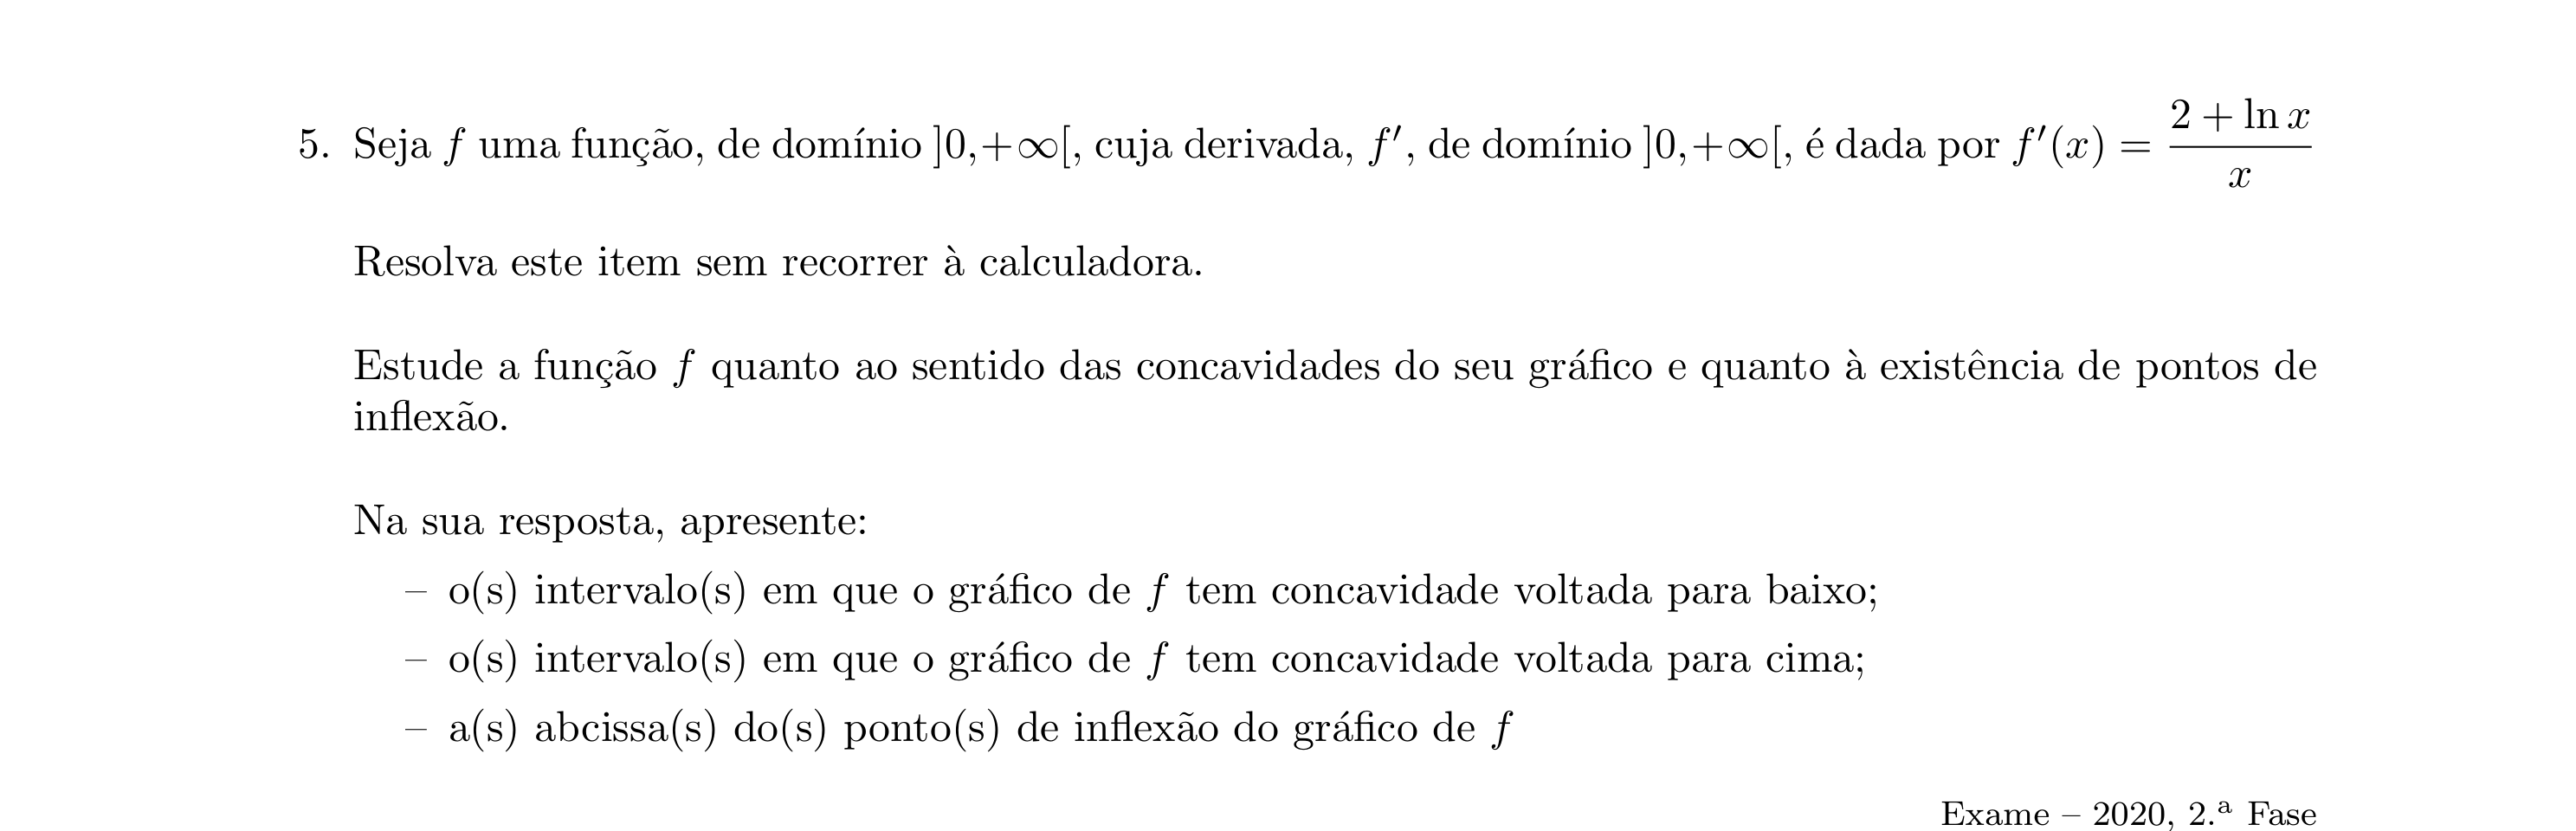 5. Seja f uma função, de domínio ]0,+∞[, cuja derivada, f′, de domínio ]0,+∞[, é dada por f′(x) = (2 + ln x)/x
Resolva este item sem recorrer à calculadora.
Estude a função f quanto ao sentido das concavidades do seu gráfico e quanto à existência de pontos de
inflexão.
Na sua resposta, apresente:
– o(s) intervalo(s) em que o gráfico de f tem concavidade voltada para baixo;
– o(s) intervalo(s) em que o gráfico de f tem concavidade voltada para cima;
– a(s) abcissa(s) do(s) ponto(s) de inflexão do gráfico de f
Exame – 2020, 2.ª Fase